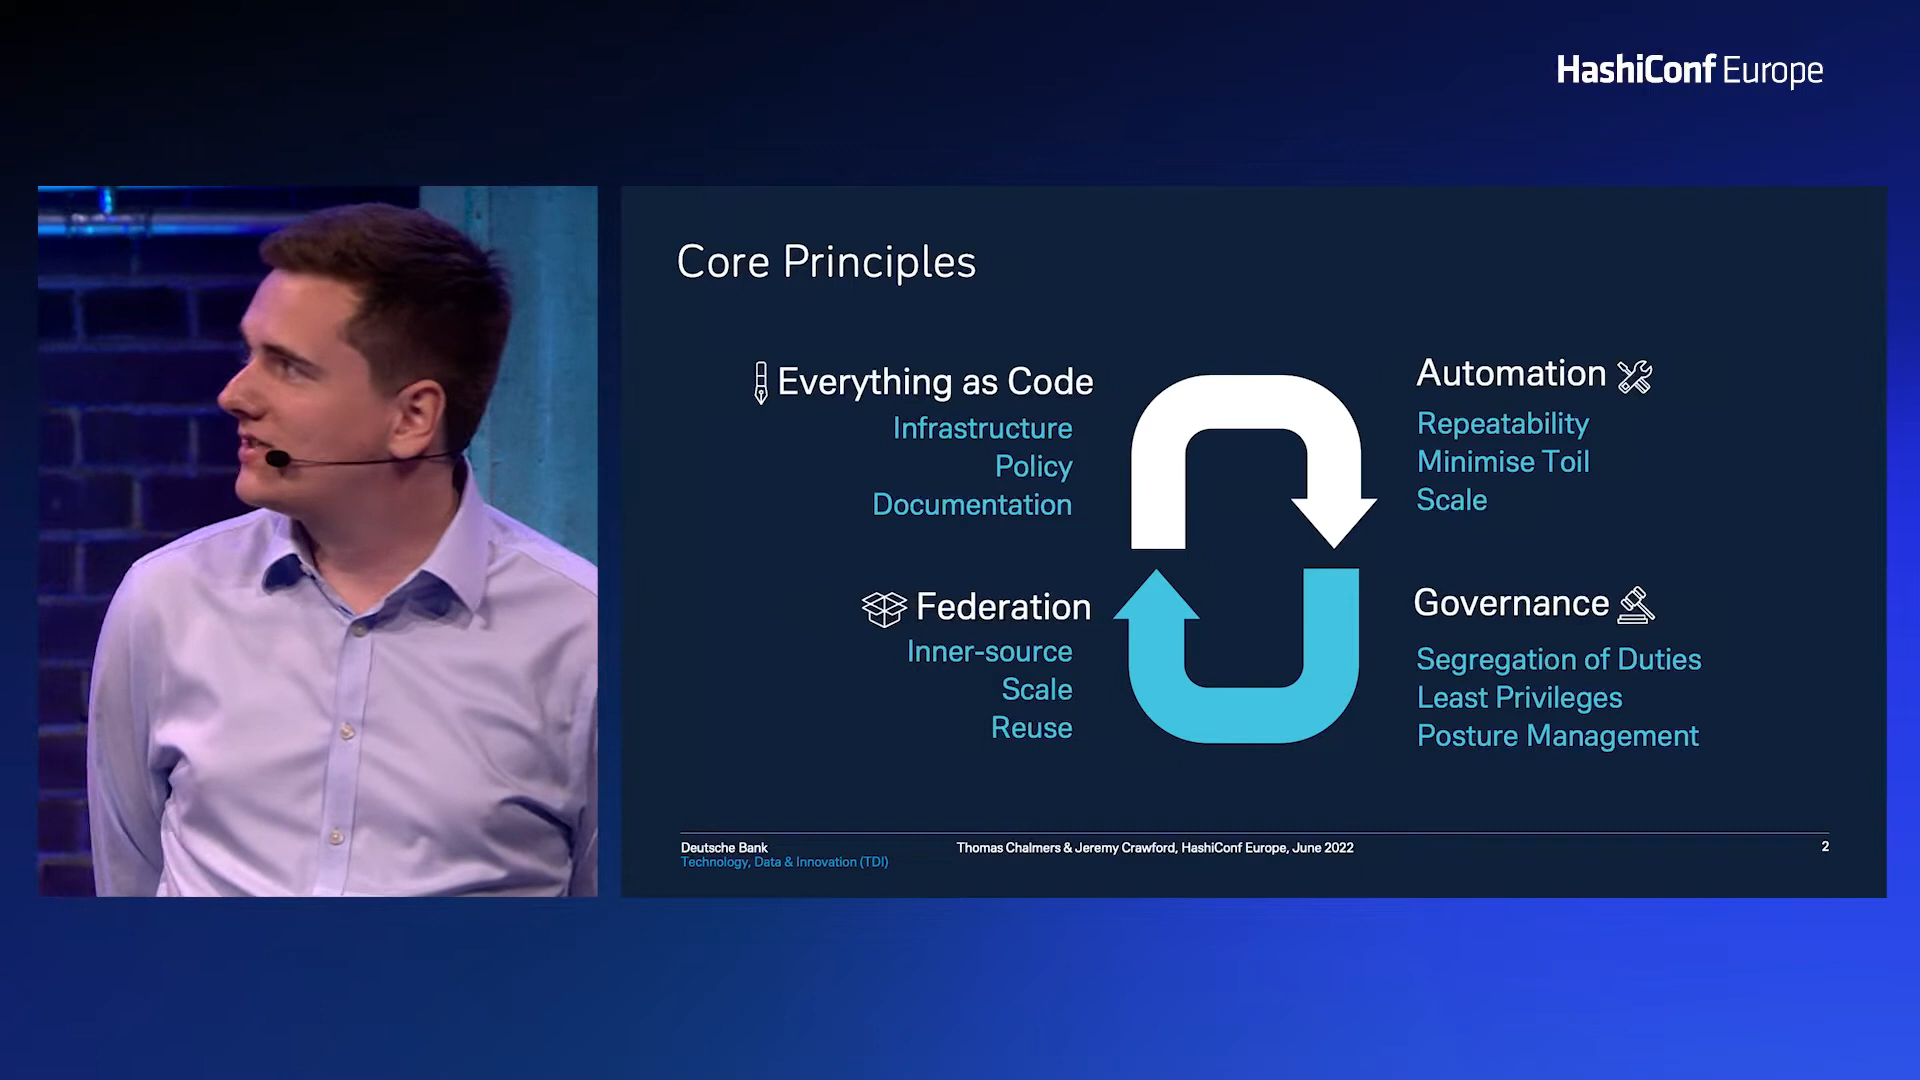 HashiConf Europe
Core Principles
Everything as Code
Infrastructure
Policy
Documentation
Automation
Repeatability
Minimise Toil
Scale
Federation
Inner-source
Scale
Reuse
Governance
Segregation of Duties
Least Privileges
Posture Management
Deutsche Bank
Technology, Data & Innovation (TDI)
Thomas Chalmers & Jeremy Crawford, HashiConf Europe, June 2022
2